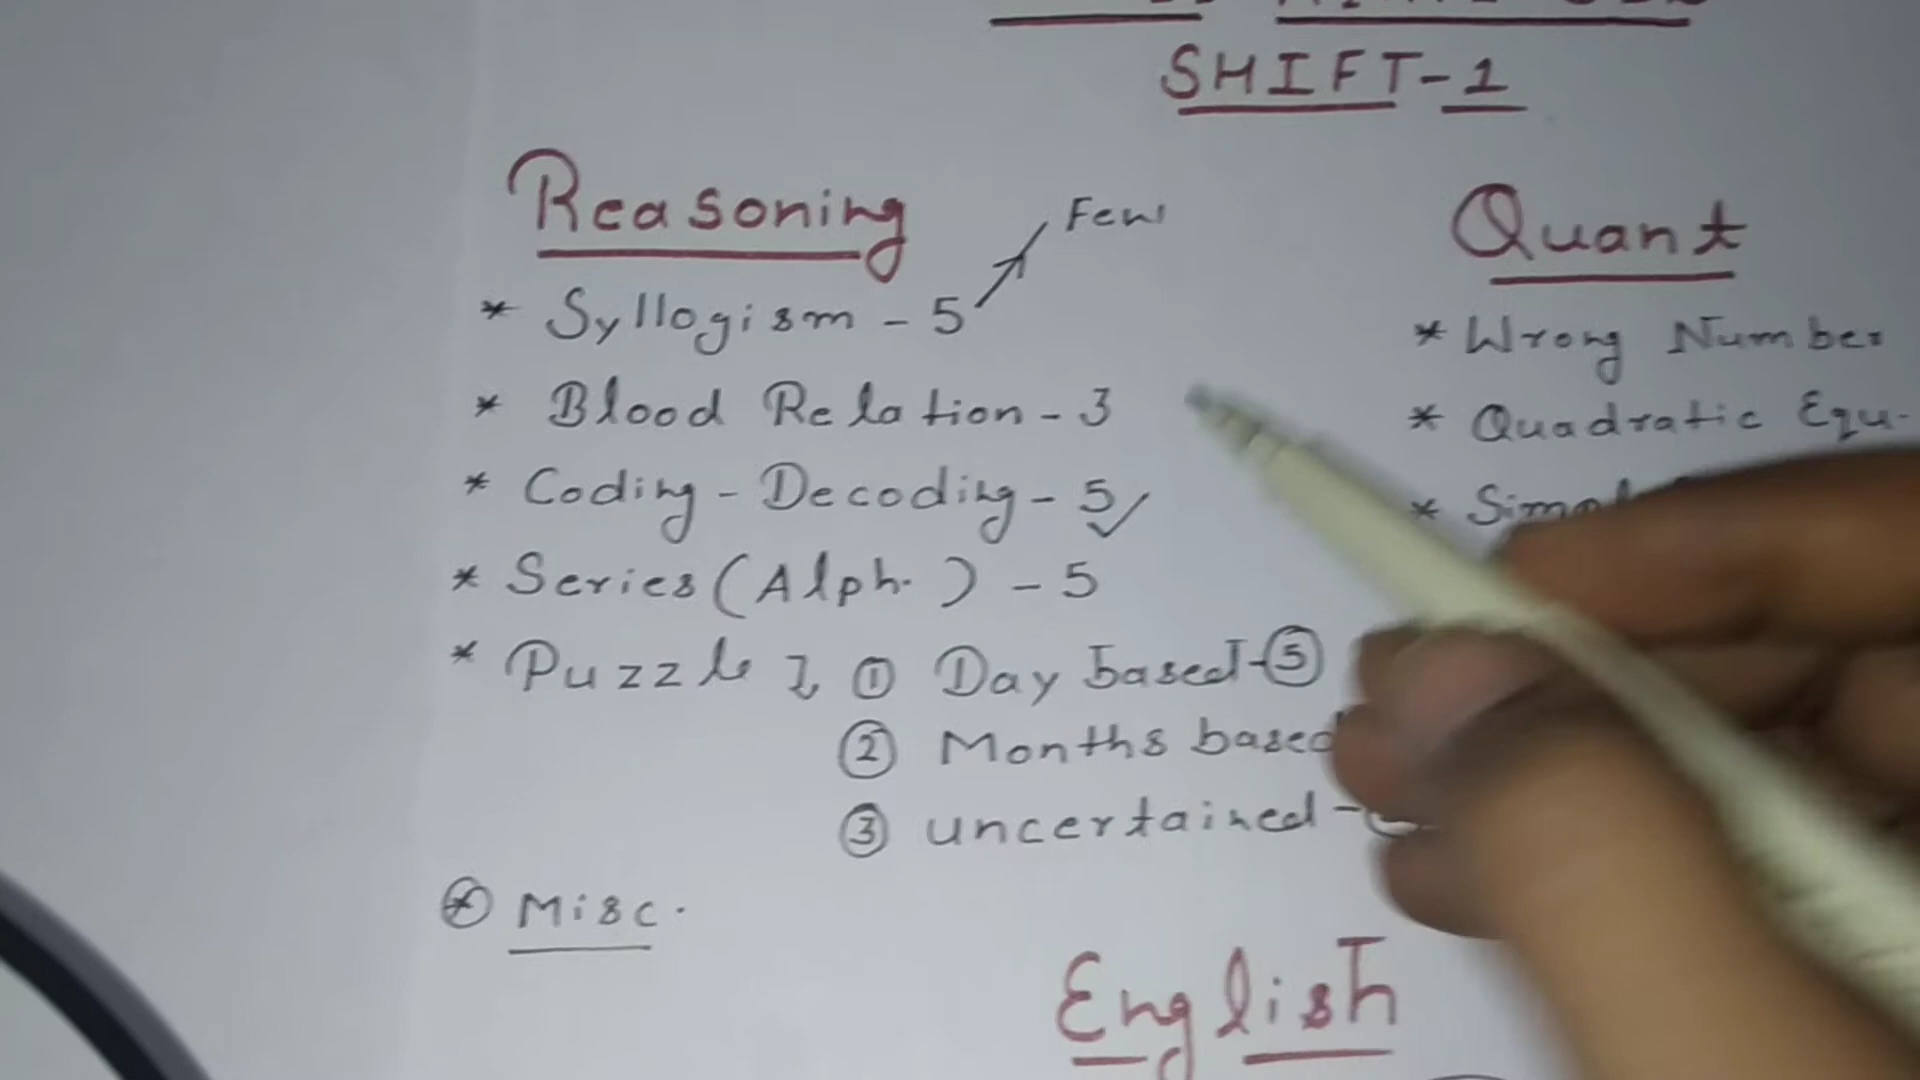 SHIFT-1
Reasoning
Few
* Syllogism - 5
* Blood Relation - 3
* Coding - Decoding - 5 ✓
* Series (Alph.) - 5
* Puzzle ① Day based - ⑤
② Months based
③ uncertained -
* Misc.
Quant
* Wrong Number
* Quadratic Equ.
*
English